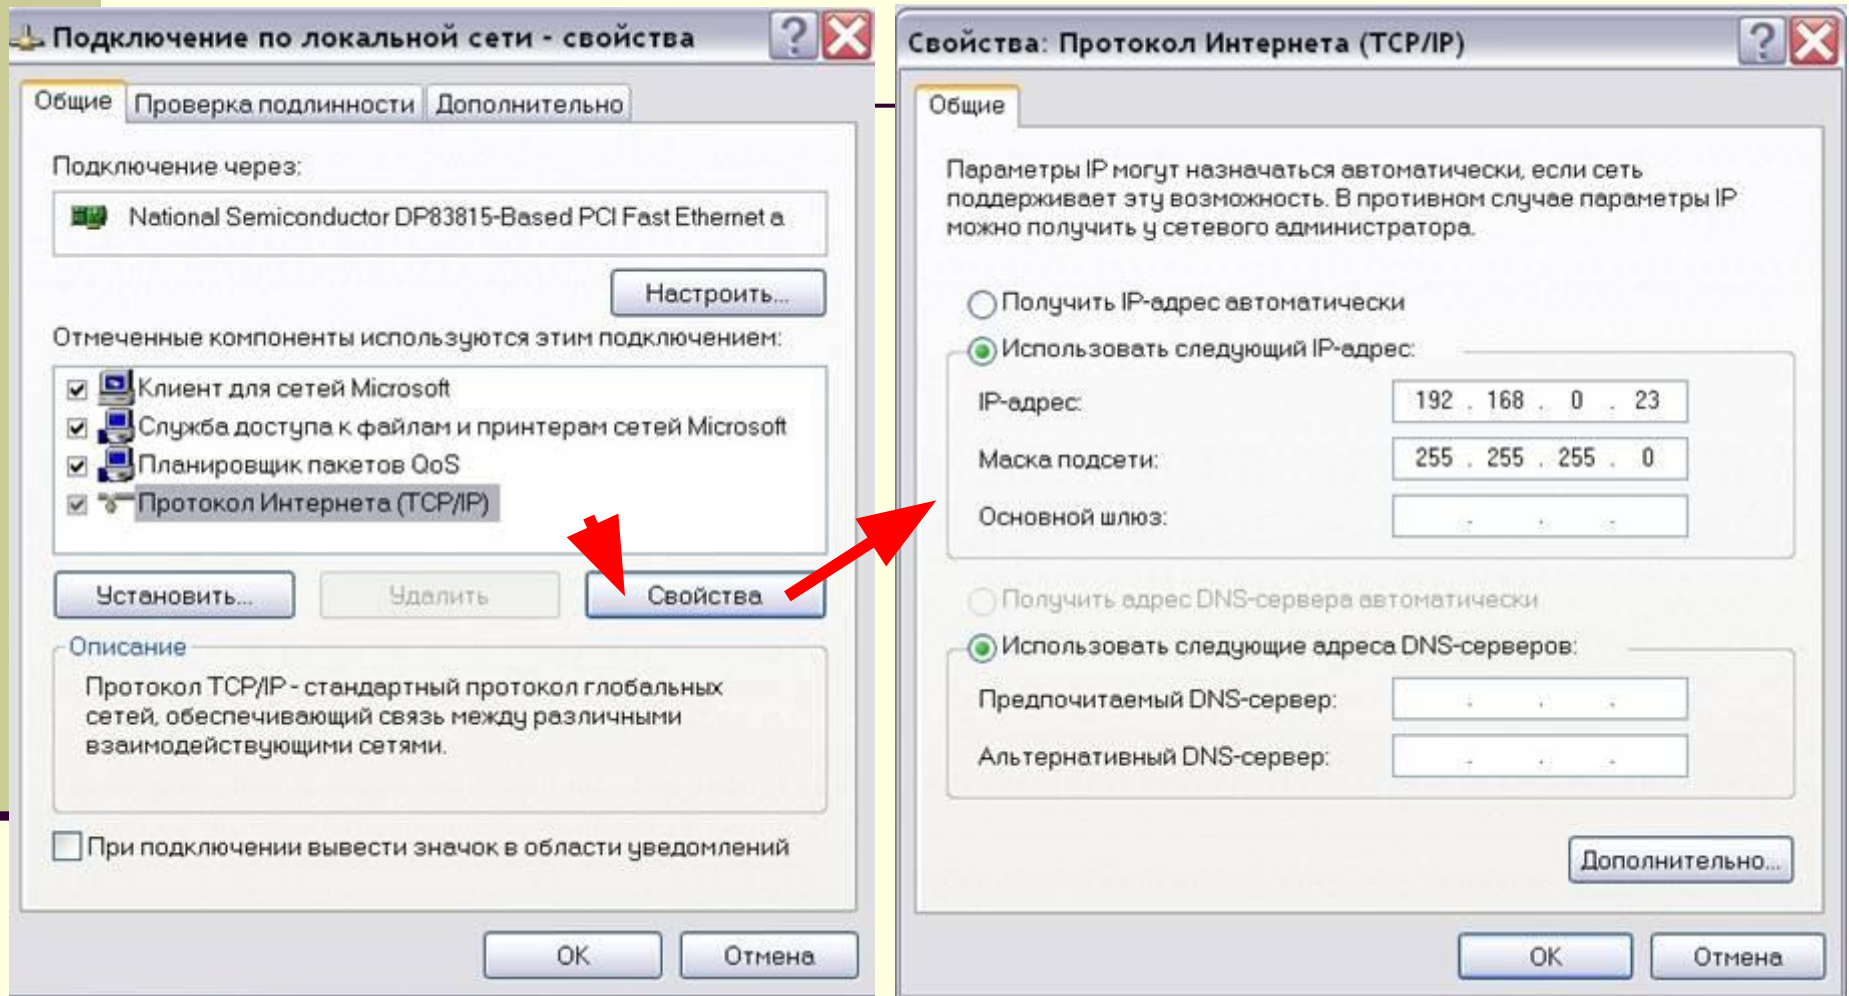 Подключение по локальной сети - свойства
Общие
Проверка подлинности
Дополнительно
Подключение через:
National Semiconductor DP83815-Based PCI Fast Ethernet a
Настроить...
Отмеченные компоненты используются этим подключением:
Клиент для сетей Microsoft
Служба доступа к файлам и принтерам сетей Microsoft
Планировщик пакетов QoS
Протокол Интернета (TCP/IP)
Установить...
Удалить
Свойства
Описание
Протокол TCP/IP - стандартный протокол глобальных
сетей, обеспечивающий связь между различными
взаимодействующими сетями.
При подключении вывести значок в области уведомлений
OK
Отмена
Свойства: Протокол Интернета (TCP/IP)
Общие
Параметры IP могут назначаться автоматически, если сеть
поддерживает эту возможность. В противном случае параметры IP
можно получить у сетевого администратора.
Получить IP-адрес автоматически
Использовать следующий IP-адрес:
IP-адрес: 192 . 168 . 0 . 23
Маска подсети: 255 . 255 . 255 . 0
Основной шлюз: . . .
Получить адрес DNS-сервера автоматически
Использовать следующие адреса DNS-серверов:
Предпочитаемый DNS-сервер: . . .
Альтернативный DNS-сервер: . . .
Дополнительно...
OK
Отмена